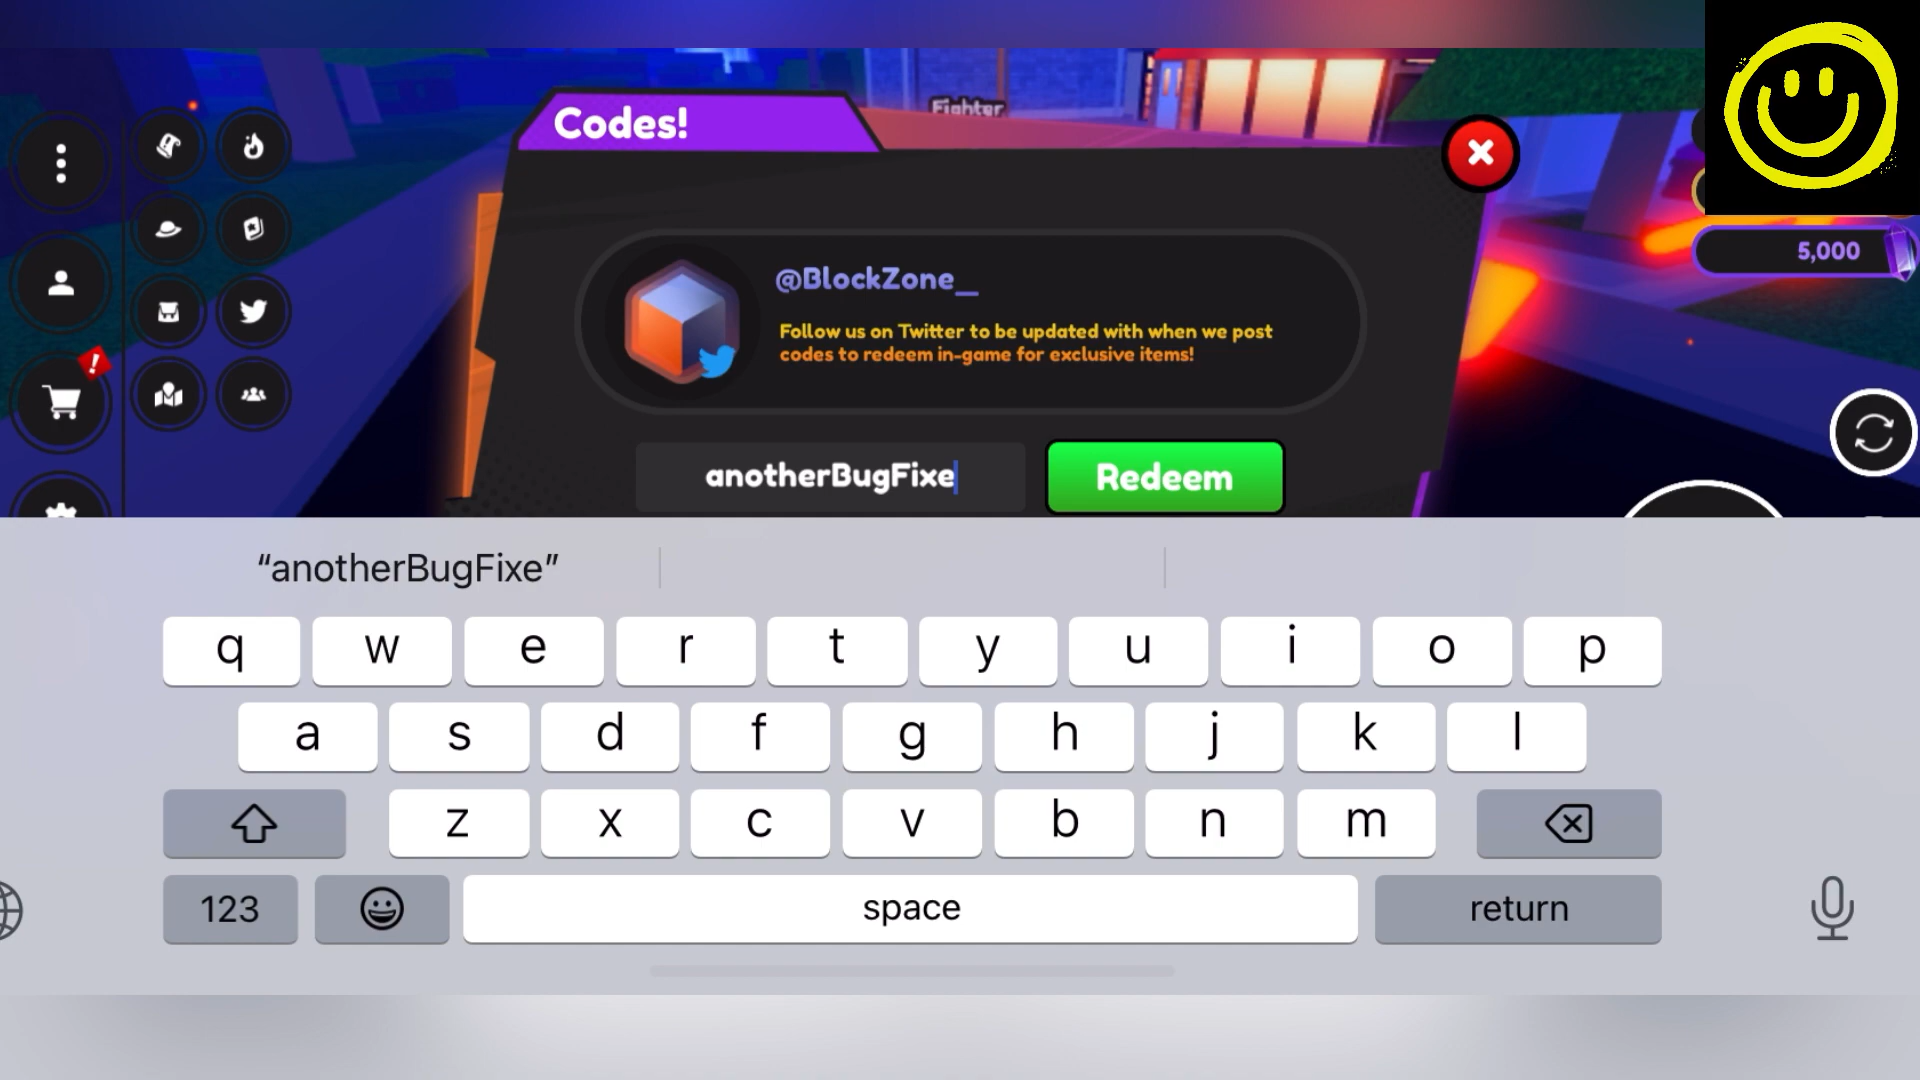 Fighter
Codes!
5,000
@BlockZone_
Follow us on Twitter to be updated with when we post
codes to redeem in-game for exclusive items!
anotherBugFixe
Redeem
“anotherBugFixe”
q w e r t y u i o p
a s d f g h j k l
z x c v b n m
123 space return